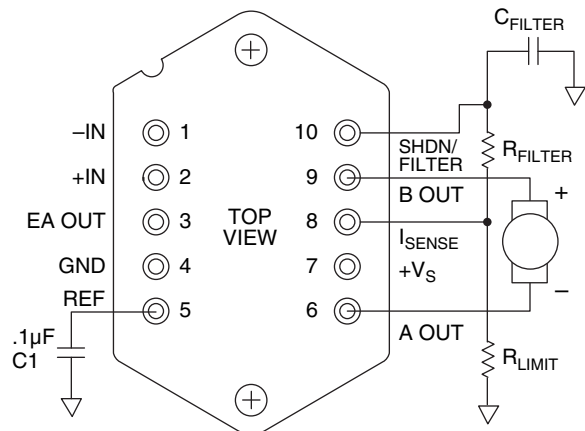 C_FILTER
–IN 1 10
SHDN/
FILTER
R_FILTER
+IN 2 9
B OUT
+
EA OUT 3 TOP
VIEW 8
I_SENSE
GND 4 7
+V_S
–
REF 5 6
A OUT
.1µF
C1
R_LIMIT